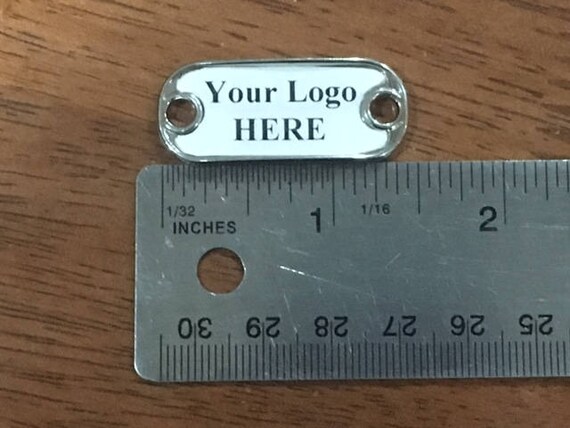 Your Logo
HERE
1/32 1 1/16 2
INCHES
30 29 28 27 26 25